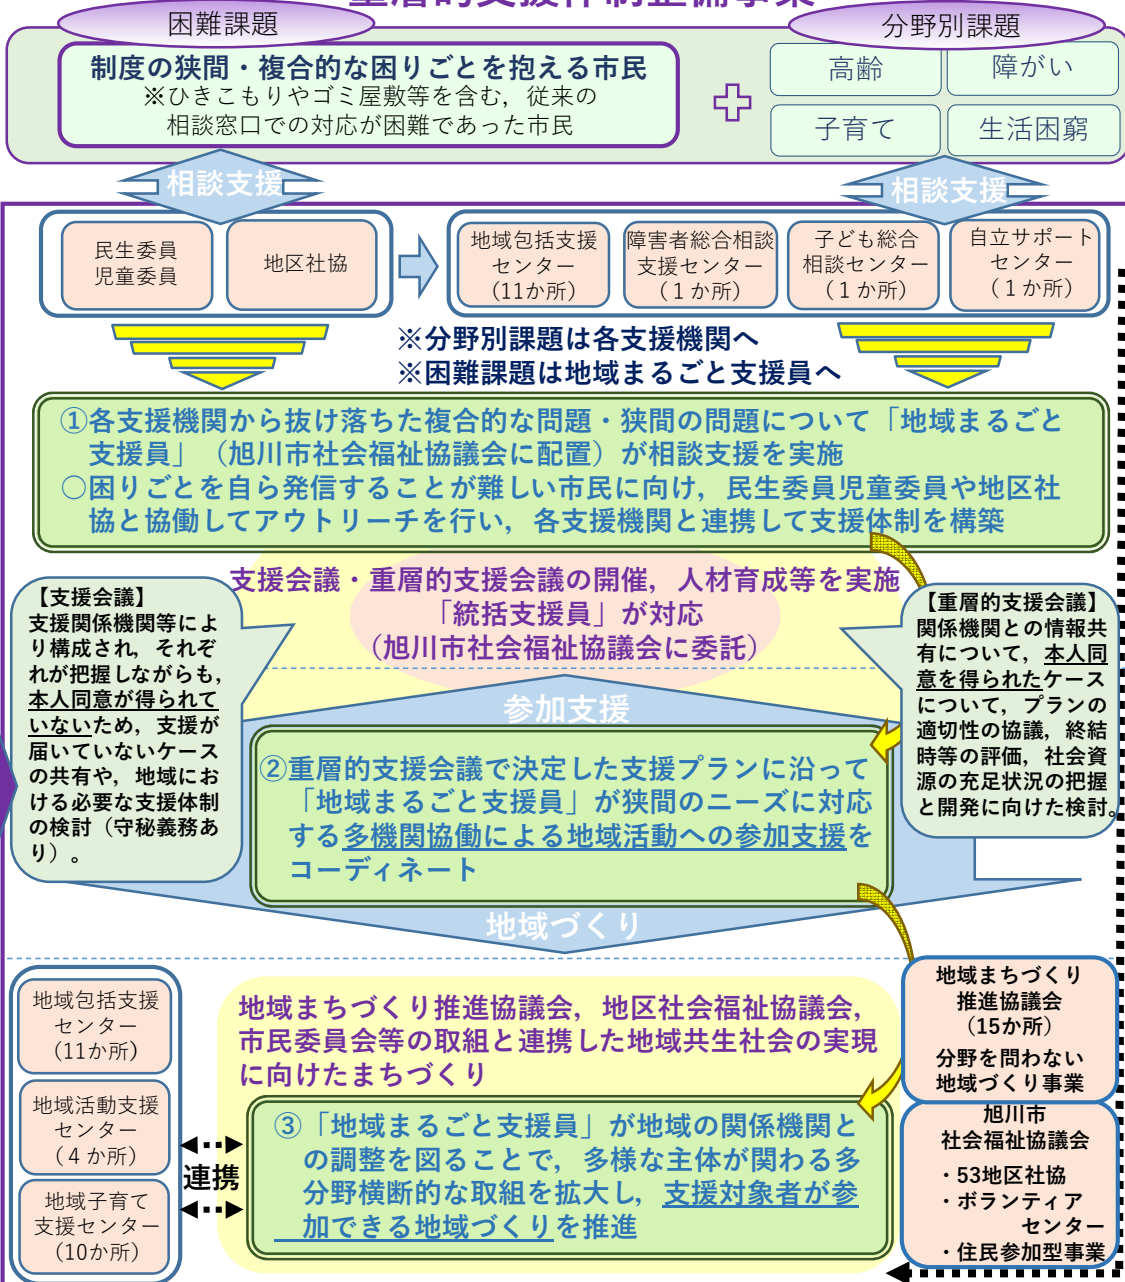 重層的支援体制整備事業
困難課題
分野別課題
制度の狭間・複合的な困りごとを抱える市民
※ひきこもりやゴミ屋敷等を含む，従来の
相談窓口での対応が困難であった市民
高齢
障がい
子育て
生活困窮
相談支援
相談支援
民生委員
児童委員
地区社協
地域包括支援
センター
(11か所)
障害者総合相談
支援センター
(１か所)
子ども総合
相談センター
(１か所)
自立サポート
センター
(１か所)
※分野別課題は各支援機関へ
※困難課題は地域まるごと支援員へ
①各支援機関から抜け落ちた複合的な問題・狭間の問題について「地域まるごと
支援員」（旭川市社会福祉協議会に配置）が相談支援を実施
○困りごとを自ら発信することが難しい市民に向け，民生委員児童委員や地区社
協と協働してアウトリーチを行い，各支援機関と連携して支援体制を構築
支援会議・重層的支援会議の開催，人材育成等を実施
「統括支援員」が対応
（旭川市社会福祉協議会に委託）
【支援会議】
支援関係機関等によ
り構成され，それぞ
れが把握しながらも，
本人同意が得られて
いないため，支援が
届いていないケース
の共有や，地域にお
ける必要な支援体制
の検討（守秘義務あ
り）。
【重層的支援会議】
関係機関との情報共
有について，本人同
意を得られたケース
について，プランの
適切性の協議，終結
時等の評価，社会資
源の充足状況の把握
と開発に向けた検討。
参加支援
②重層的支援会議で決定した支援プランに沿って
「地域まるごと支援員」が狭間のニーズに対応
する多機関協働による地域活動への参加支援を
コーディネート
地域づくり
地域包括支援
センター
(11か所)
地域活動支援
センター
(４か所)
地域子育て
支援センター
(10か所)
連携
地域まちづくり推進協議会，地区社会福祉協議会，
市民委員会等の取組と連携した地域共生社会の実現
に向けたまちづくり
③「地域まるごと支援員」が地域の関係機関と
の調整を図ることで，多様な主体が関わる多
分野横断的な取組を拡大し，支援対象者が参
加できる地域づくりを推進
地域まちづくり
推進協議会
(15か所)
分野を問わない
地域づくり事業
旭川市
社会福祉協議会
・53地区社協
・ボランティア
センター
・住民参加型事業